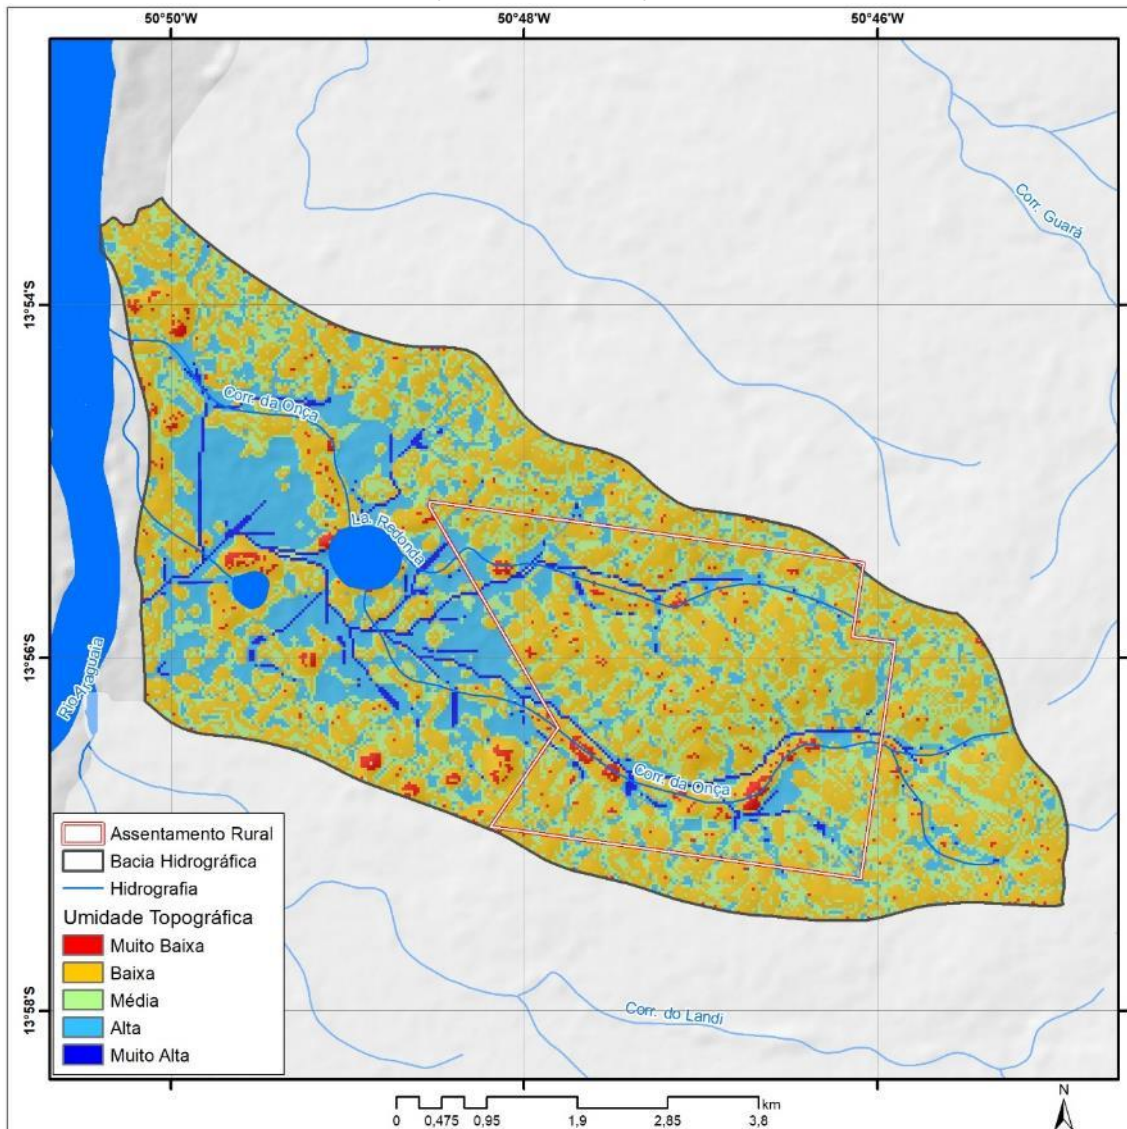 50°50'W
50°48'W
50°46'W
13°54'S
13°56'S
13°58'S
Corr. Guará
Corr. da Onça
La. Redonda
Rio Araguaia
Corr. da Onça
Corr. do Landi
Assentamento Rural
Bacia Hidrográfica
Hidrografia
Umidade Topográfica
Muito Baixa
Baixa
Média
Alta
Muito Alta
N
km
0 0,475 0,95 1,9 2,85 3,8